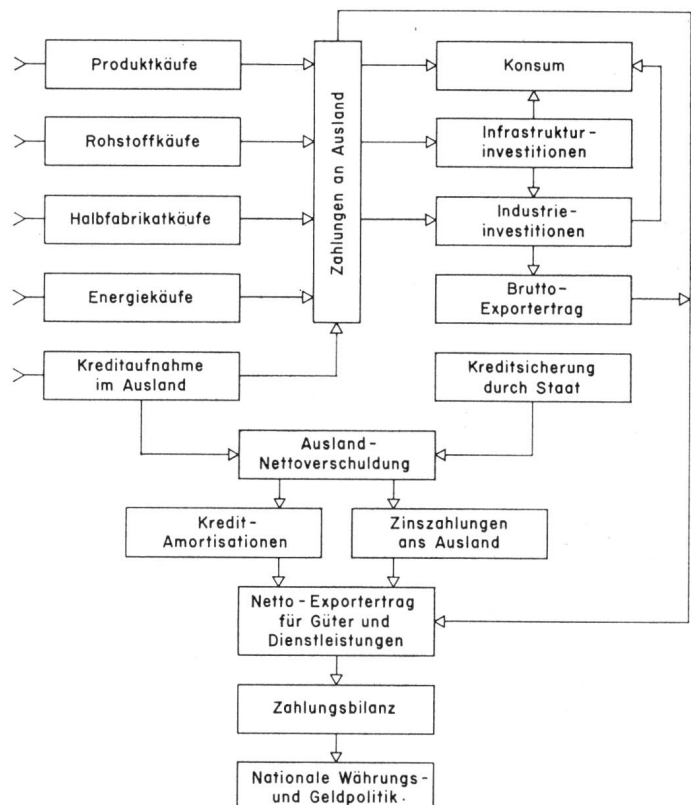 Produktkäufe
Rohstoffkäufe
Halbfabrikatkäufe
Energiekäufe
Kreditaufnahme
im Ausland
Zahlungen an Ausland
Konsum
Infrastruktur-
investitionen
Industrie-
investitionen
Brutto-
Exportertrag
Kreditsicherung
durch Staat
Ausland-
Nettoverschuldung
Kredit-
Amortisationen
Zinszahlungen
ans Ausland
Netto-Exportertrag
für Güter und
Dienstleistungen
Zahlungsbilanz
Nationale Währungs-
und Geldpolitik.